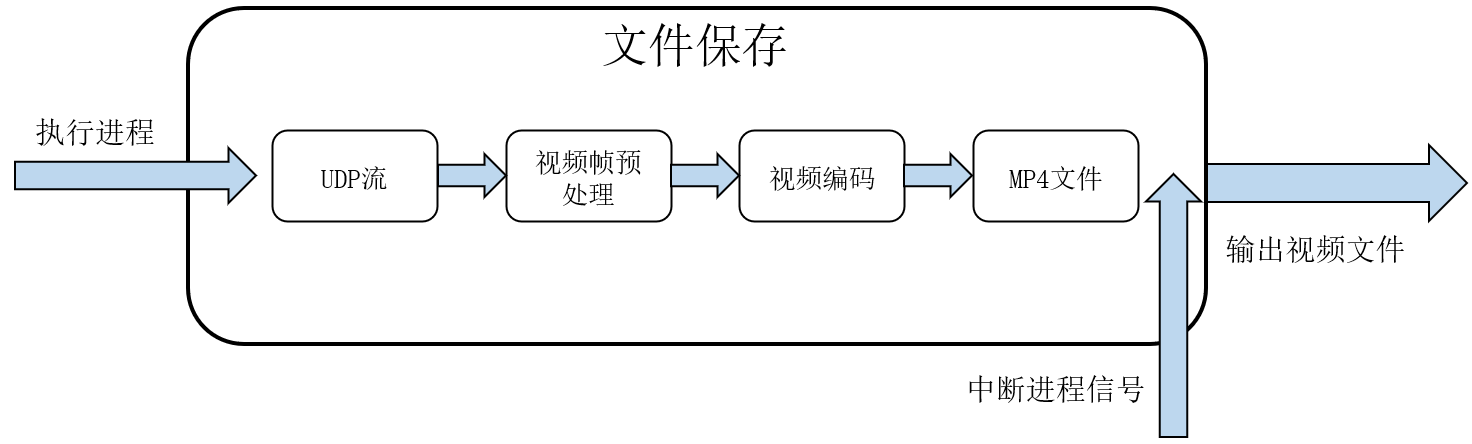 文件保存
执行进程
UDP流
视频帧预
处理
视频编码
MP4文件
输出视频文件
中断进程信号